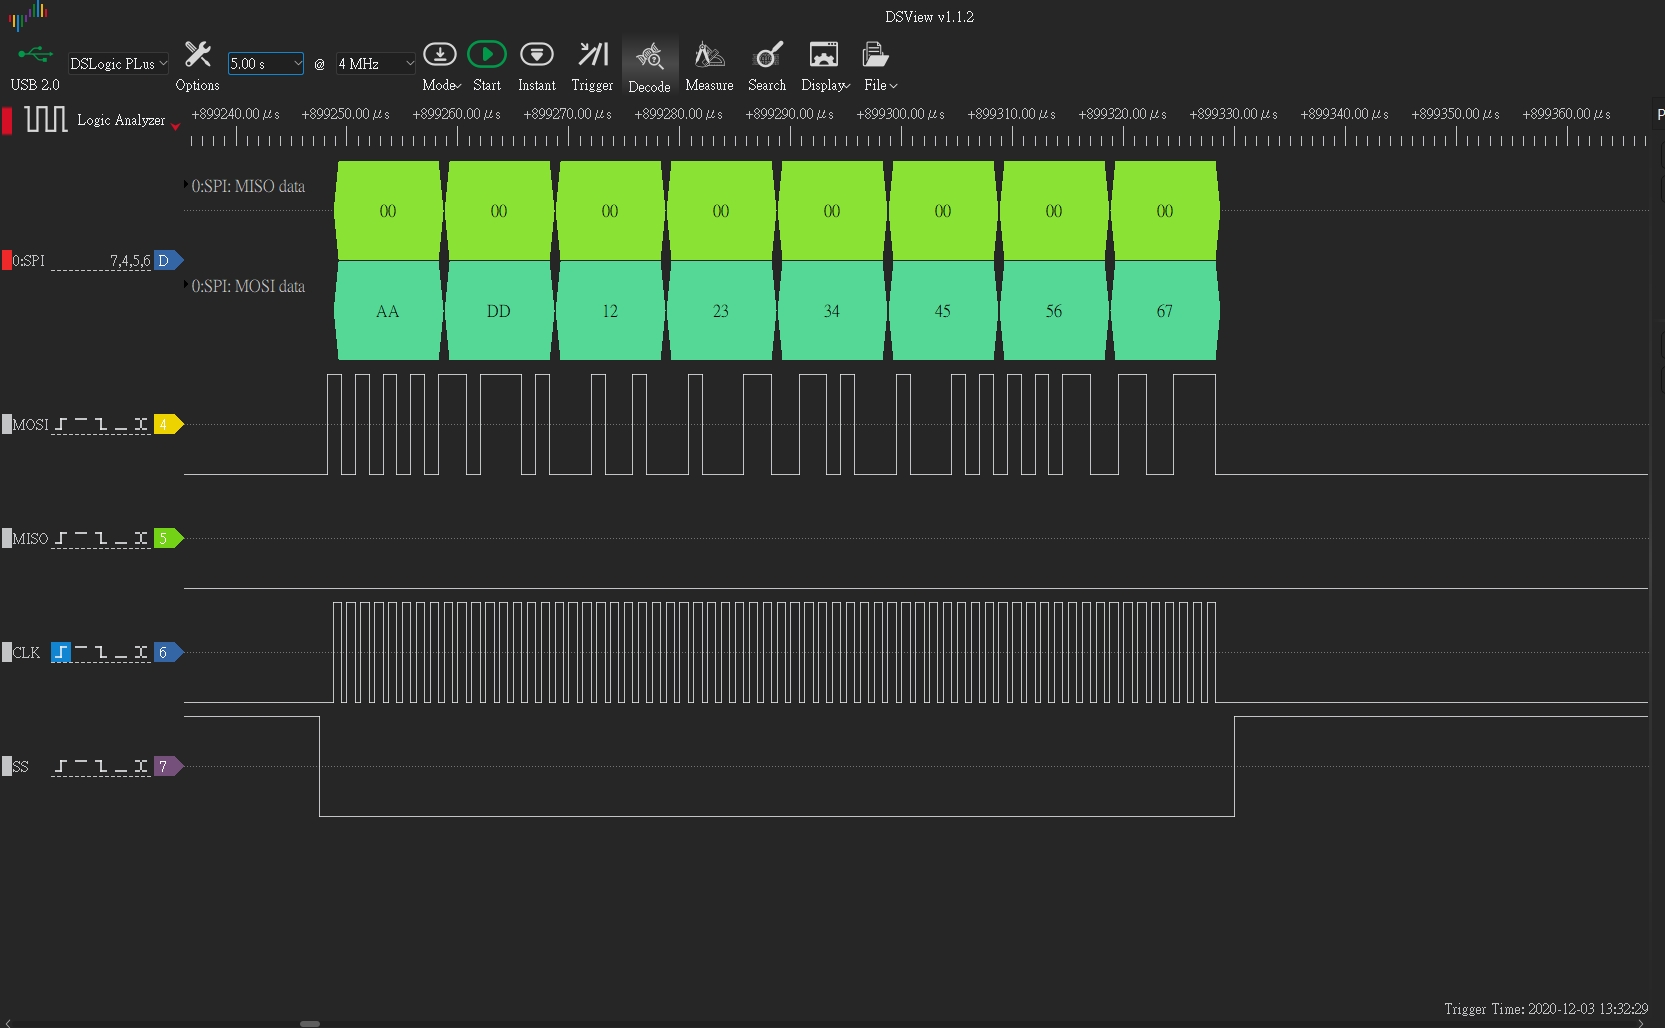 DSView v1.1.2
USB 2.0 DSLogic PLus Options 5.00 s @ 4 MHz Mode Start Instant Trigger Decode Measure Search Display File
Logic Analyzer +899240.00 μs +899250.00 μs +899260.00 μs +899270.00 μs +899280.00 μs +899290.00 μs +899300.00 μs +899310.00 μs +899320.00 μs +899330.00 μs +899340.00 μs +899350.00 μs +899360.00 μs
0:SPI: MISO data
00 00 00 00 00 00 00 00
0:SPI 7,4,5,6 D
0:SPI: MOSI data
AA DD 12 23 34 45 56 67
MOSI 4
MISO 5
CLK 6
SS 7
Trigger Time: 2020-12-03 13:32:29